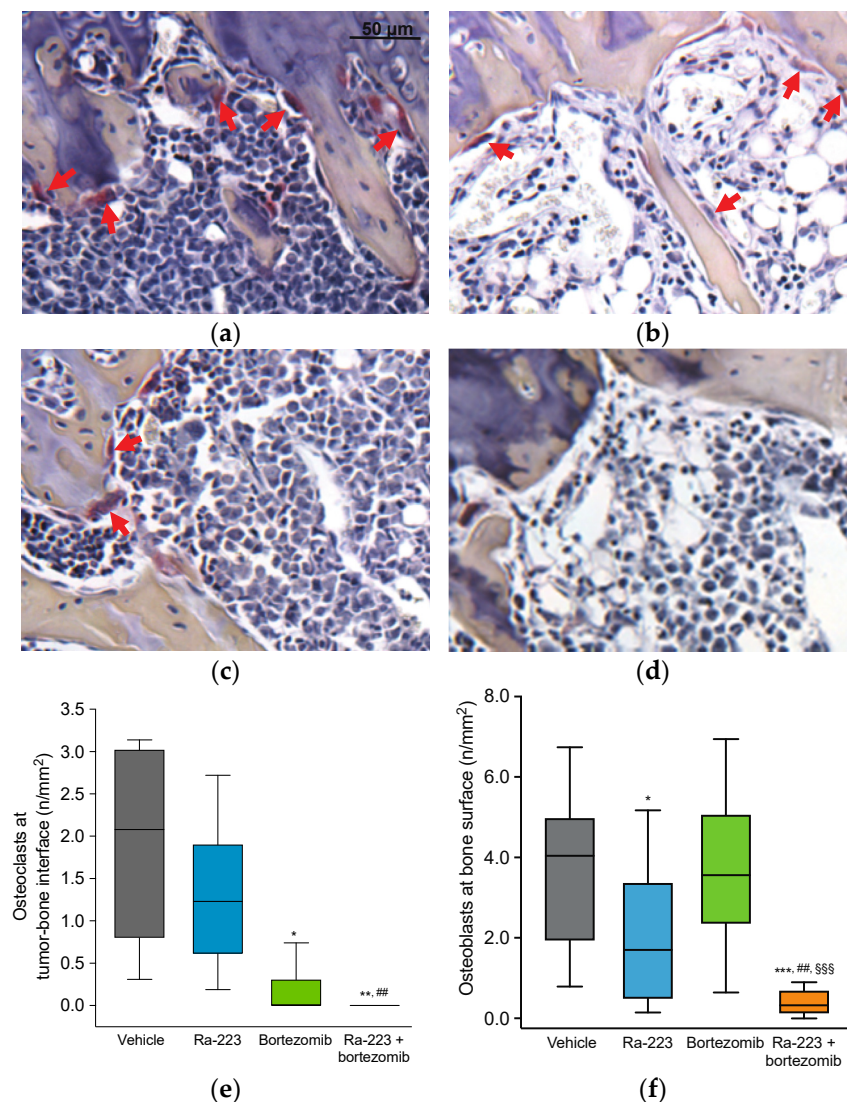 50 µm
(a)
(b)
(c)
(d)
Osteoclasts at
tumor-bone interface (n/mm²)
3.5
3.0
2.5
2.0
1.5
1.0
0.5
0.0
*
**, ##
Vehicle
Ra-223
Bortezomib
Ra-223 +
bortezomib
(e)
Osteoblasts at bone surface (n/mm²)
8.0
6.0
4.0
2.0
0.0
*
***, ##, §§§
Vehicle
Ra-223
Bortezomib
Ra-223 +
bortezomib
(f)